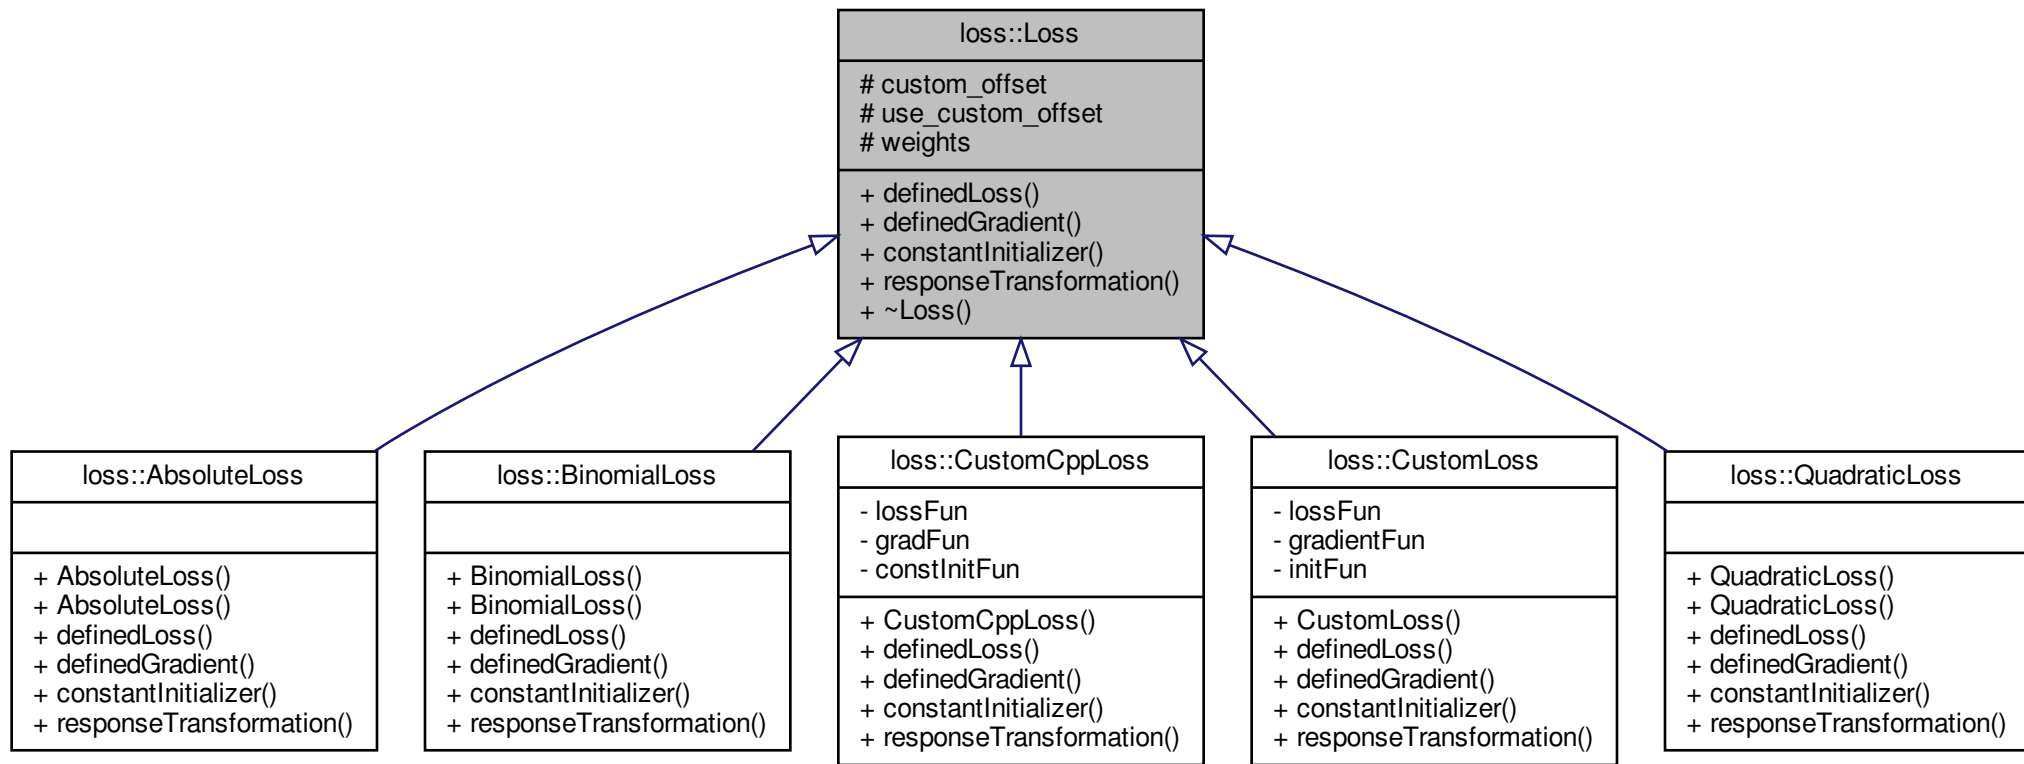 loss::Loss
# custom_offset
# use_custom_offset
# weights
+ definedLoss()
+ definedGradient()
+ constantInitializer()
+ responseTransformation()
+ ~Loss()
loss::AbsoluteLoss
+ AbsoluteLoss()
+ AbsoluteLoss()
+ definedLoss()
+ definedGradient()
+ constantInitializer()
+ responseTransformation()
loss::BinomialLoss
+ BinomialLoss()
+ BinomialLoss()
+ definedLoss()
+ definedGradient()
+ constantInitializer()
+ responseTransformation()
loss::CustomCppLoss
- lossFun
- gradFun
- constInitFun
+ CustomCppLoss()
+ definedLoss()
+ definedGradient()
+ constantInitializer()
+ responseTransformation()
loss::CustomLoss
- lossFun
- gradientFun
- initFun
+ CustomLoss()
+ definedLoss()
+ definedGradient()
+ constantInitializer()
+ responseTransformation()
loss::QuadraticLoss
+ QuadraticLoss()
+ QuadraticLoss()
+ definedLoss()
+ definedGradient()
+ constantInitializer()
+ responseTransformation()